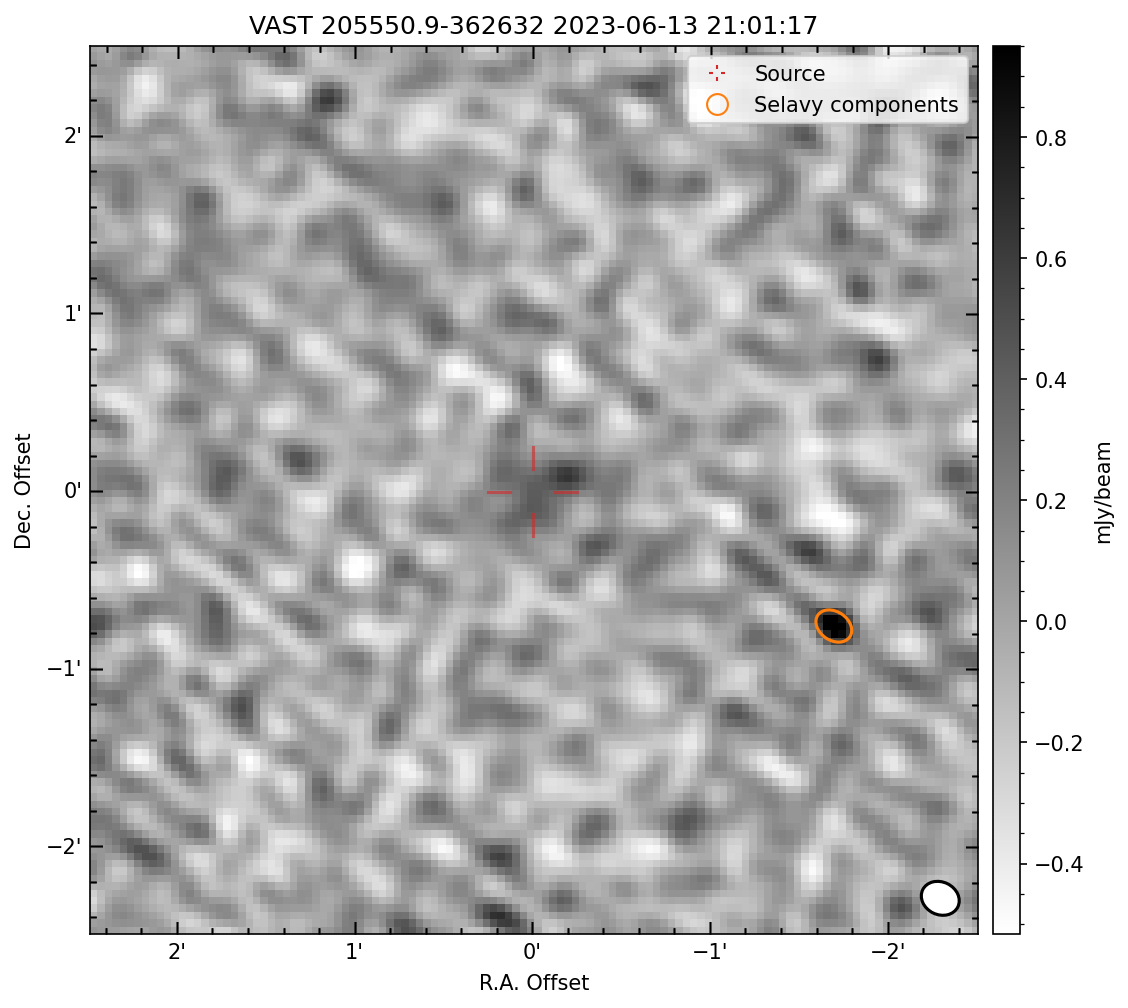 VAST 205550.9-362632 2023-06-13 21:01:17
Source
Selavy components
2'
1'
0'
−1'
−2'
Dec. Offset
2'
1'
0'
−1'
−2'
R.A. Offset
0.8
0.6
0.4
0.2
0.0
−0.2
−0.4
mJy/beam